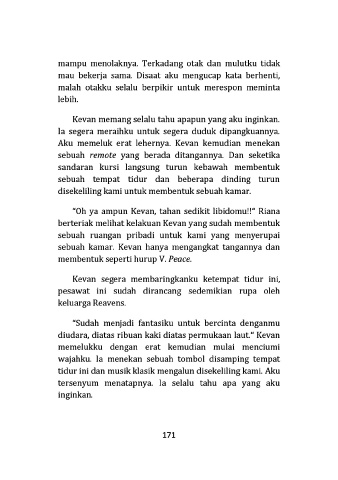 mampu menolaknya. Terkadang otak dan mulutku tidak
mau bekerja sama. Disaat aku mengucap kata berhenti,
malah otakku selalu berpikir untuk merespon meminta
lebih.
Kevan memang selalu tahu apapun yang aku inginkan.
Ia segera meraihku untuk segera duduk dipangkuannya.
Aku memeluk erat lehernya. Kevan kemudian menekan
sebuah remote yang berada ditangannya. Dan seketika
sandaran kursi langsung turun kebawah membentuk
sebuah tempat tidur dan beberapa dinding turun
disekeliling kami untuk membentuk sebuah kamar.
"Oh ya ampun Kevan, tahan sedikit libidomu!!" Riana
berteriak melihat kelakuan Kevan yang sudah membentuk
sebuah ruangan pribadi untuk kami yang menyerupai
sebuah kamar. Kevan hanya mengangkat tangannya dan
membentuk seperti hurup V. Peace.
Kevan segera membaringkanku ketempat tidur ini,
pesawat ini sudah dirancang sedemikian rupa oleh
keluarga Reavens.
"Sudah menjadi fantasiku untuk bercinta denganmu
diudara, diatas ribuan kaki diatas permukaan laut." Kevan
memelukku dengan erat kemudian mulai menciumi
wajahku. Ia menekan sebuah tombol disamping tempat
tidur ini dan musik klasik mengalun disekeliling kami. Aku
tersenyum menatapnya. Ia selalu tahu apa yang aku
inginkan.
171